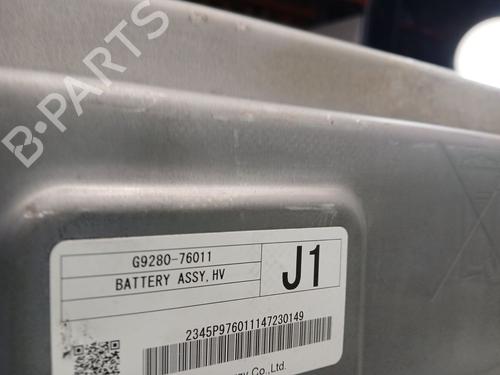 B-PARTS
G9280-76011
BATTERY ASSY, HV
J1
2345P976011147230149
Co., Ltd.